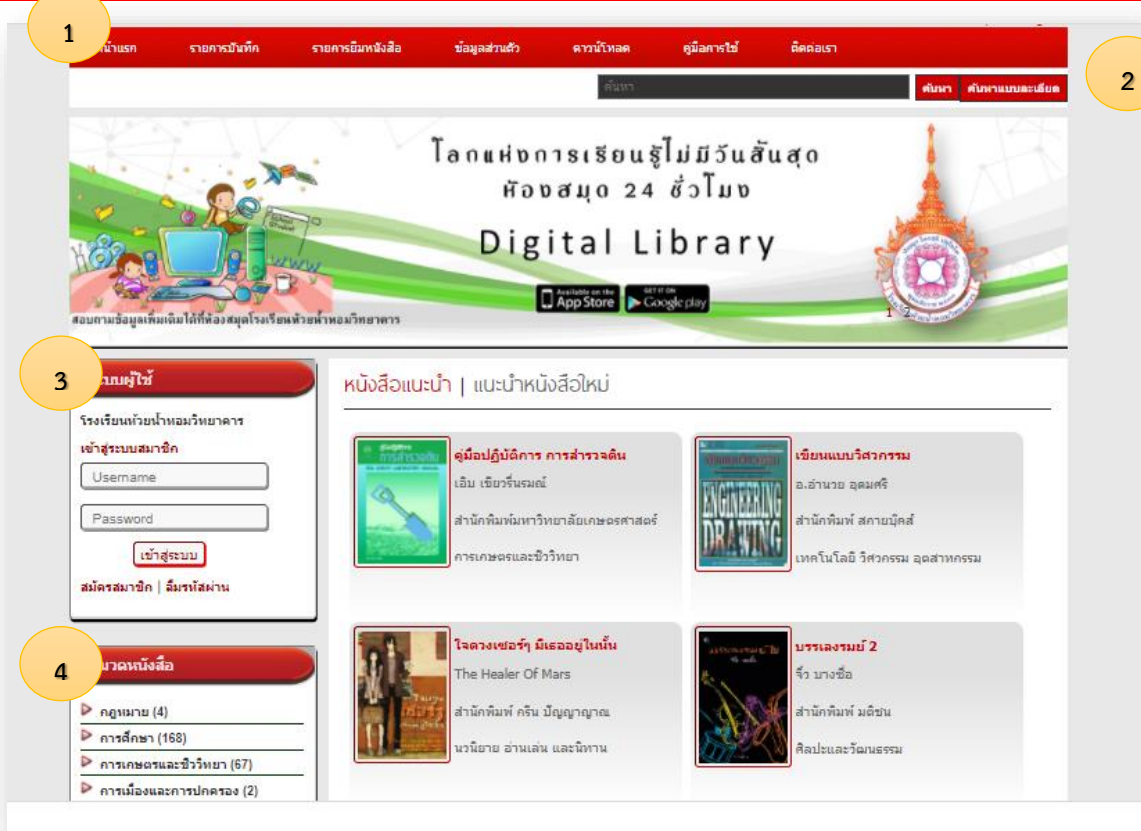 1
หน้าแรก รายการบันทึก รายการยืมหนังสือ ข้อมูลส่วนตัว ดาวน์โหลด คู่มือการใช้ ติดต่อเรา
2
ค้นหา ค้นหา ค้นหาแบบละเอียด
โลกแห่งการเรียนรู้ไม่มีวันสิ้นสุด
ห้องสมุด 24 ชั่วโมง
Digital Library
Available on the App Store GET IT ON Google play
1 2
สอบถามข้อมูลเพิ่มเติมได้ที่ห้องสมุดโรงเรียนห้วยน้ำหอมวิทยาคาร
3
ระบบผู้ใช้
โรงเรียนห้วยน้ำหอมวิทยาคาร
เข้าสู่ระบบสมาชิก
Username
Password
เข้าสู่ระบบ
สมัครสมาชิก | ลืมรหัสผ่าน
4
หมวดหนังสือ
กฎหมาย (4)
การศึกษา (168)
การเกษตรและชีววิทยา (67)
การเมืองและการปกครอง (2)
หนังสือแนะนำ | แนะนำหนังสือใหม่
คู่มือปฏิบัติการ การสำรวจดิน
เอิบ เขียวรื่นรมณ์
สำนักพิมพ์มหาวิทยาลัยเกษตรศาสตร์
การเกษตรและชีววิทยา
ENGINEERING
DRAWING
เขียนแบบวิศวกรรม
อ.อำนวย อุดมศรี
สำนักพิมพ์ สกายบุ๊คส์
เทคโนโลยี วิศวกรรม อุตสาหกรรม
ใจดวงเซอร์ๆ มีเธออยู่ในนั้น
The Healer Of Mars
สำนักพิมพ์ กรีน ปัญญาญาณ
นวนิยาย อ่านเล่น และนิทาน
บรรเลงรมย์ 2
จิ๋ว บางซื่อ
สำนักพิมพ์ มติชน
ศิลปะและวัฒนธรรม